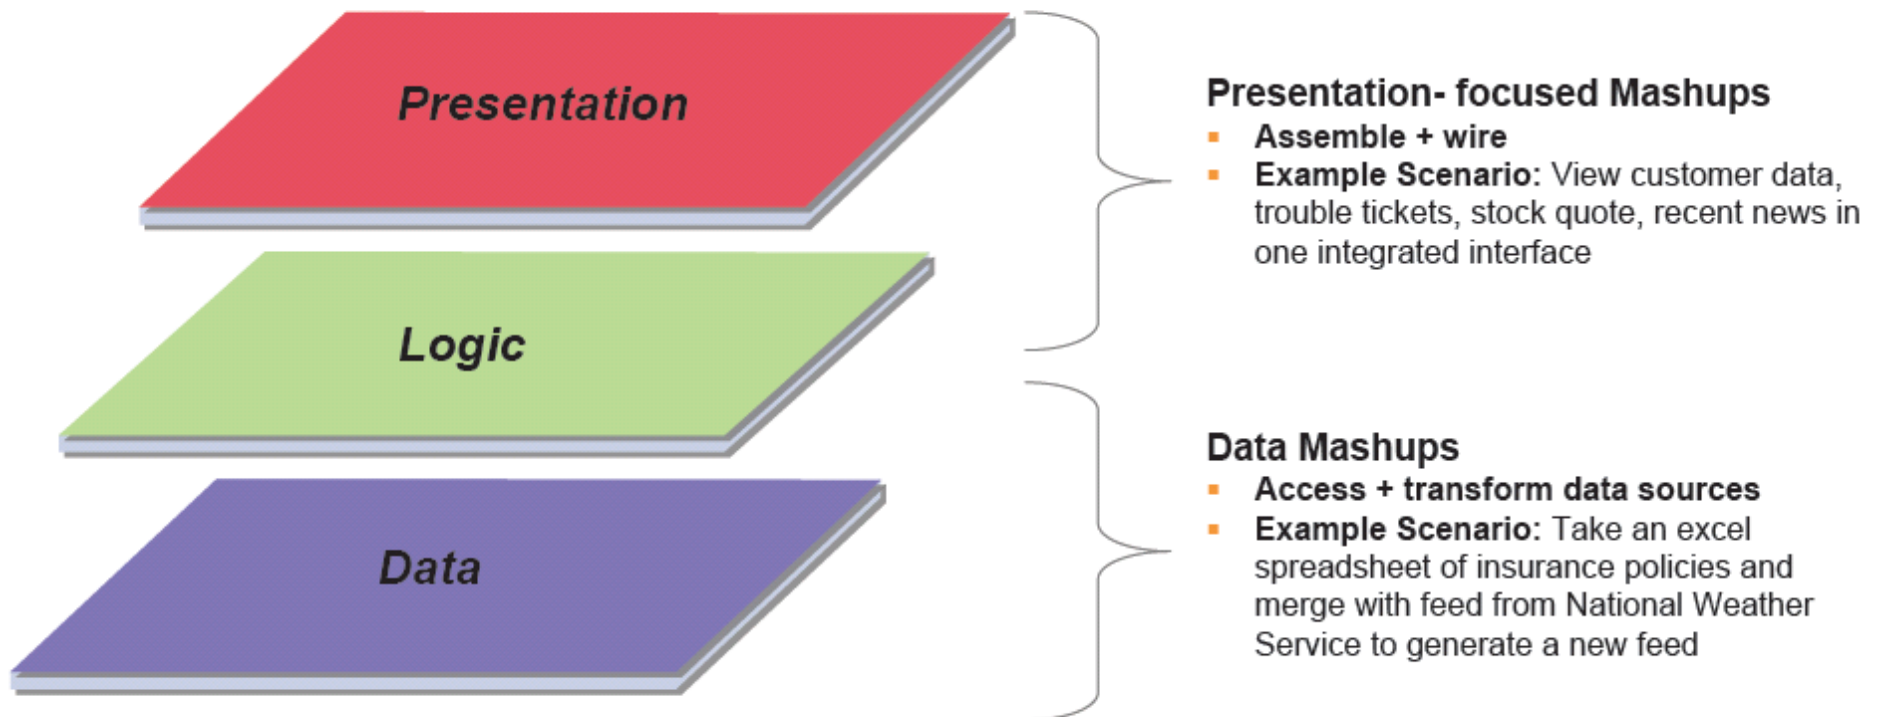 Presentation
Logic
Data
Presentation- focused Mashups
Assemble + wire
Example Scenario: View customer data,
trouble tickets, stock quote, recent news in
one integrated interface
Data Mashups
Access + transform data sources
Example Scenario: Take an excel
spreadsheet of insurance policies and
merge with feed from National Weather
Service to generate a new feed